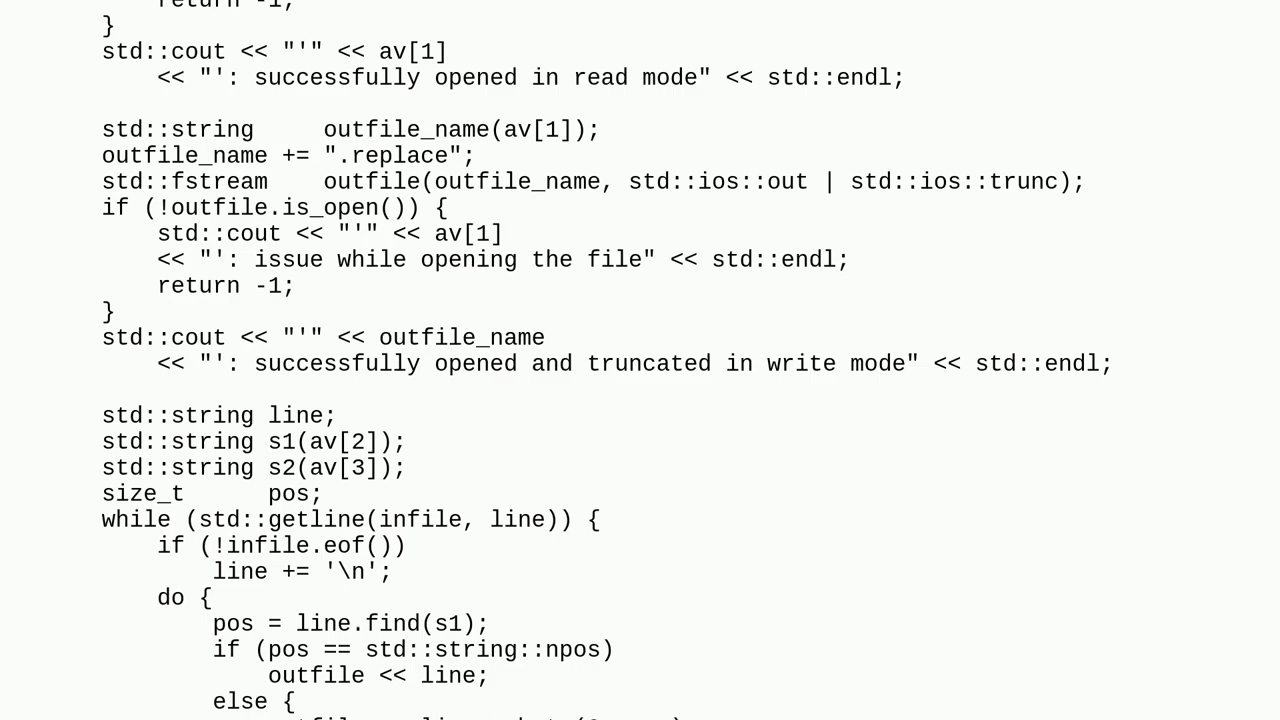 return -1;
}
std::cout << "'" << av[1]
<< "': successfully opened in read mode" << std::endl;
std::string     outfile_name(av[1]);
outfile_name += ".replace";
std::fstream    outfile(outfile_name, std::ios::out | std::ios::trunc);
if (!outfile.is_open()) {
std::cout << "'" << av[1]
<< "': issue while opening the file" << std::endl;
return -1;
}
std::cout << "'" << outfile_name
<< "': successfully opened and truncated in write mode" << std::endl;
std::string line;
std::string s1(av[2]);
std::string s2(av[3]);
size_t      pos;
while (std::getline(infile, line)) {
if (!infile.eof())
line += '\n';
do {
pos = line.find(s1);
if (pos == std::string::npos)
outfile << line;
else {